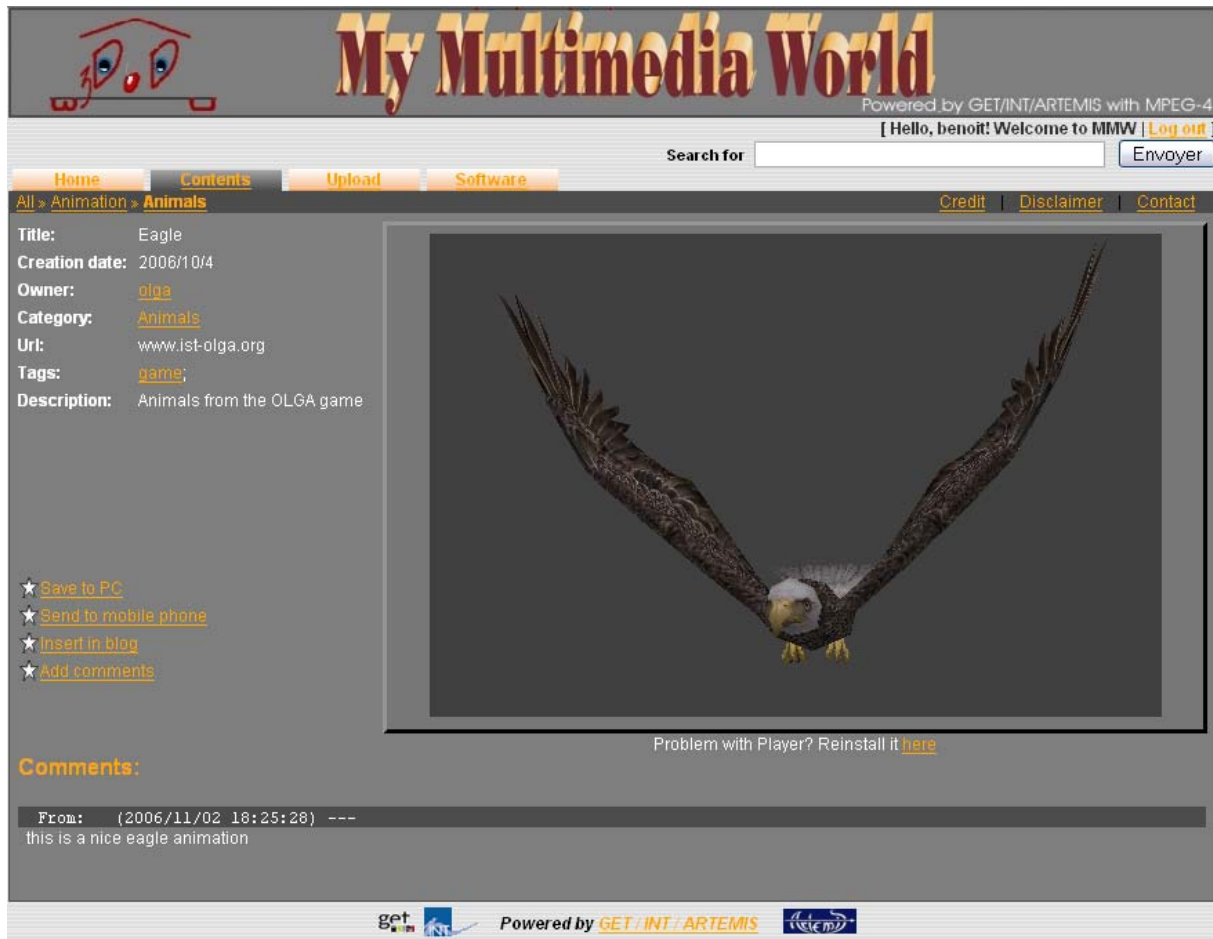 My Multimedia World
Powered by GET/INT/ARTEMIS with MPEG-4
[ Hello, benoit! Welcome to MMW | Log out ]
Search for Envoyer
Home Contents Upload Software
All » Animation » Animals Credit | Disclaimer | Contact
Title: Eagle
Creation date: 2006/10/4
Owner: olga
Category: Animals
Url: www.ist-olga.org
Tags: game;
Description: Animals from the OLGA game
Save to PC
Send to mobile phone
Insert in blog
Add comments
Problem with Player? Reinstall it here
Comments:
From: (2006/11/02 18:25:28) ---
this is a nice eagle animation
get INT Powered by GET / INT / ARTEMIS Artemis